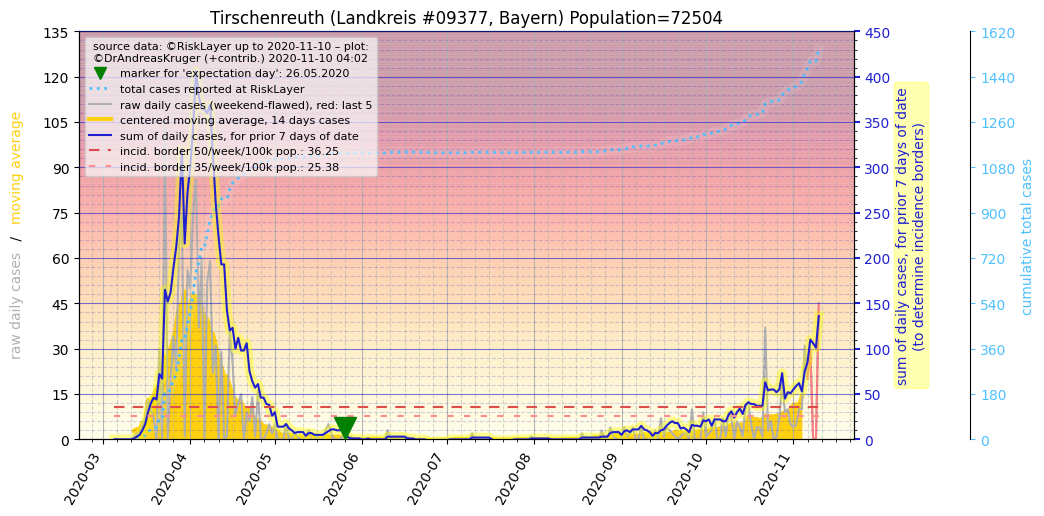 Tirschenreuth (Landkreis #09377, Bayern) Population=72504
source data: ©RiskLayer up to 2020-11-10 – plot:
©DrAndreasKruger (+contrib.) 2020-11-10 04:02
marker for 'expectation day': 26.05.2020
total cases reported at RiskLayer
raw daily cases (weekend-flawed), red: last 5
centered moving average, 14 days cases
sum of daily cases, for prior 7 days of date
incid. border 50/week/100k pop.: 36.25
incid. border 35/week/100k pop.: 25.38
raw daily cases / moving average
135
120
105
90
75
60
45
30
15
0
2020-03
2020-04
2020-05
2020-06
2020-07
2020-08
2020-09
2020-10
2020-11
450
400
350
300
250
200
150
100
50
0
sum of daily cases, for prior 7 days of date
(to determine incidence borders)
1620
1440
1260
1080
900
720
540
360
180
0
cumulative total cases